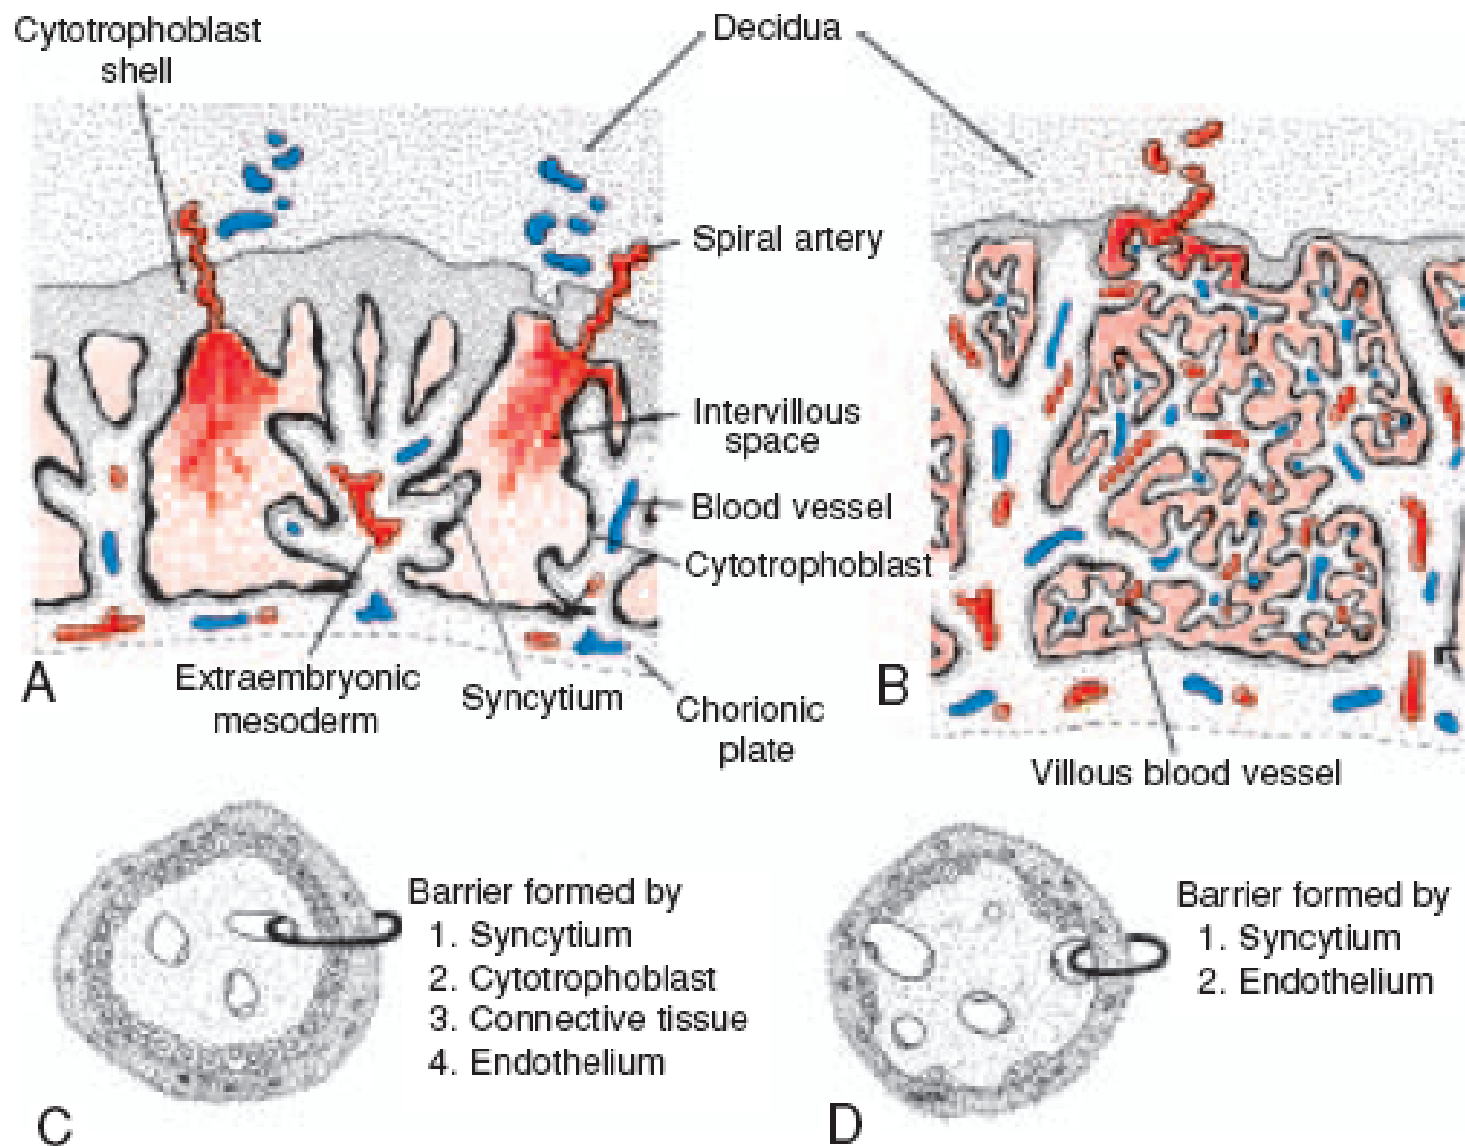 Cytotrophoblast
shell
Decidua
Spiral artery
Intervillous
space
Blood vessel
Cytotrophoblast
A
Extraembryonic
mesoderm
Syncytium
Chorionic
plate
B
Villous blood vessel
Barrier formed by
1. Syncytium
2. Cytotrophoblast
3. Connective tissue
4. Endothelium
C
Barrier formed by
1. Syncytium
2. Endothelium
D